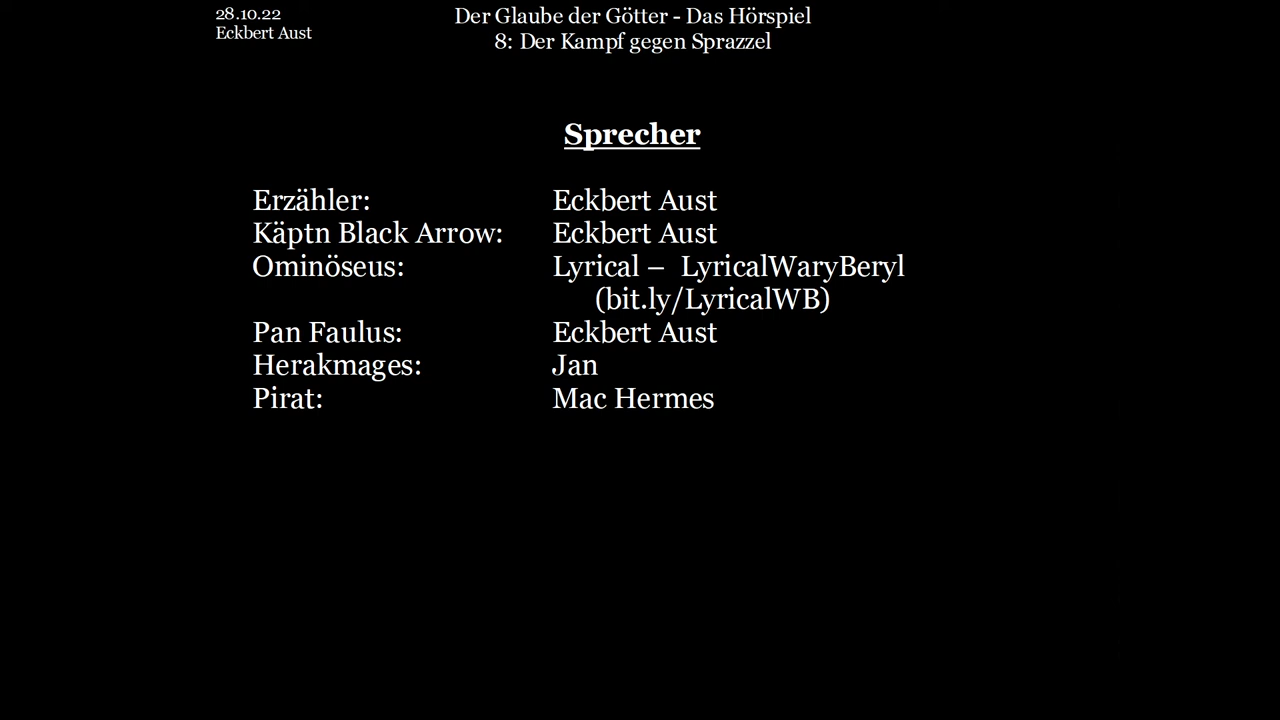 28.10.22
Eckbert Aust
Der Glaube der Götter - Das Hörspiel
8: Der Kampf gegen Sprazzel
Sprecher
Erzähler: Eckbert Aust
Käptn Black Arrow: Eckbert Aust
Ominöseus: Lyrical – LyricalWaryBeryl
(bit.ly/LyricalWB)
Pan Faulus: Eckbert Aust
Herakmages: Jan
Pirat: Mac Hermes